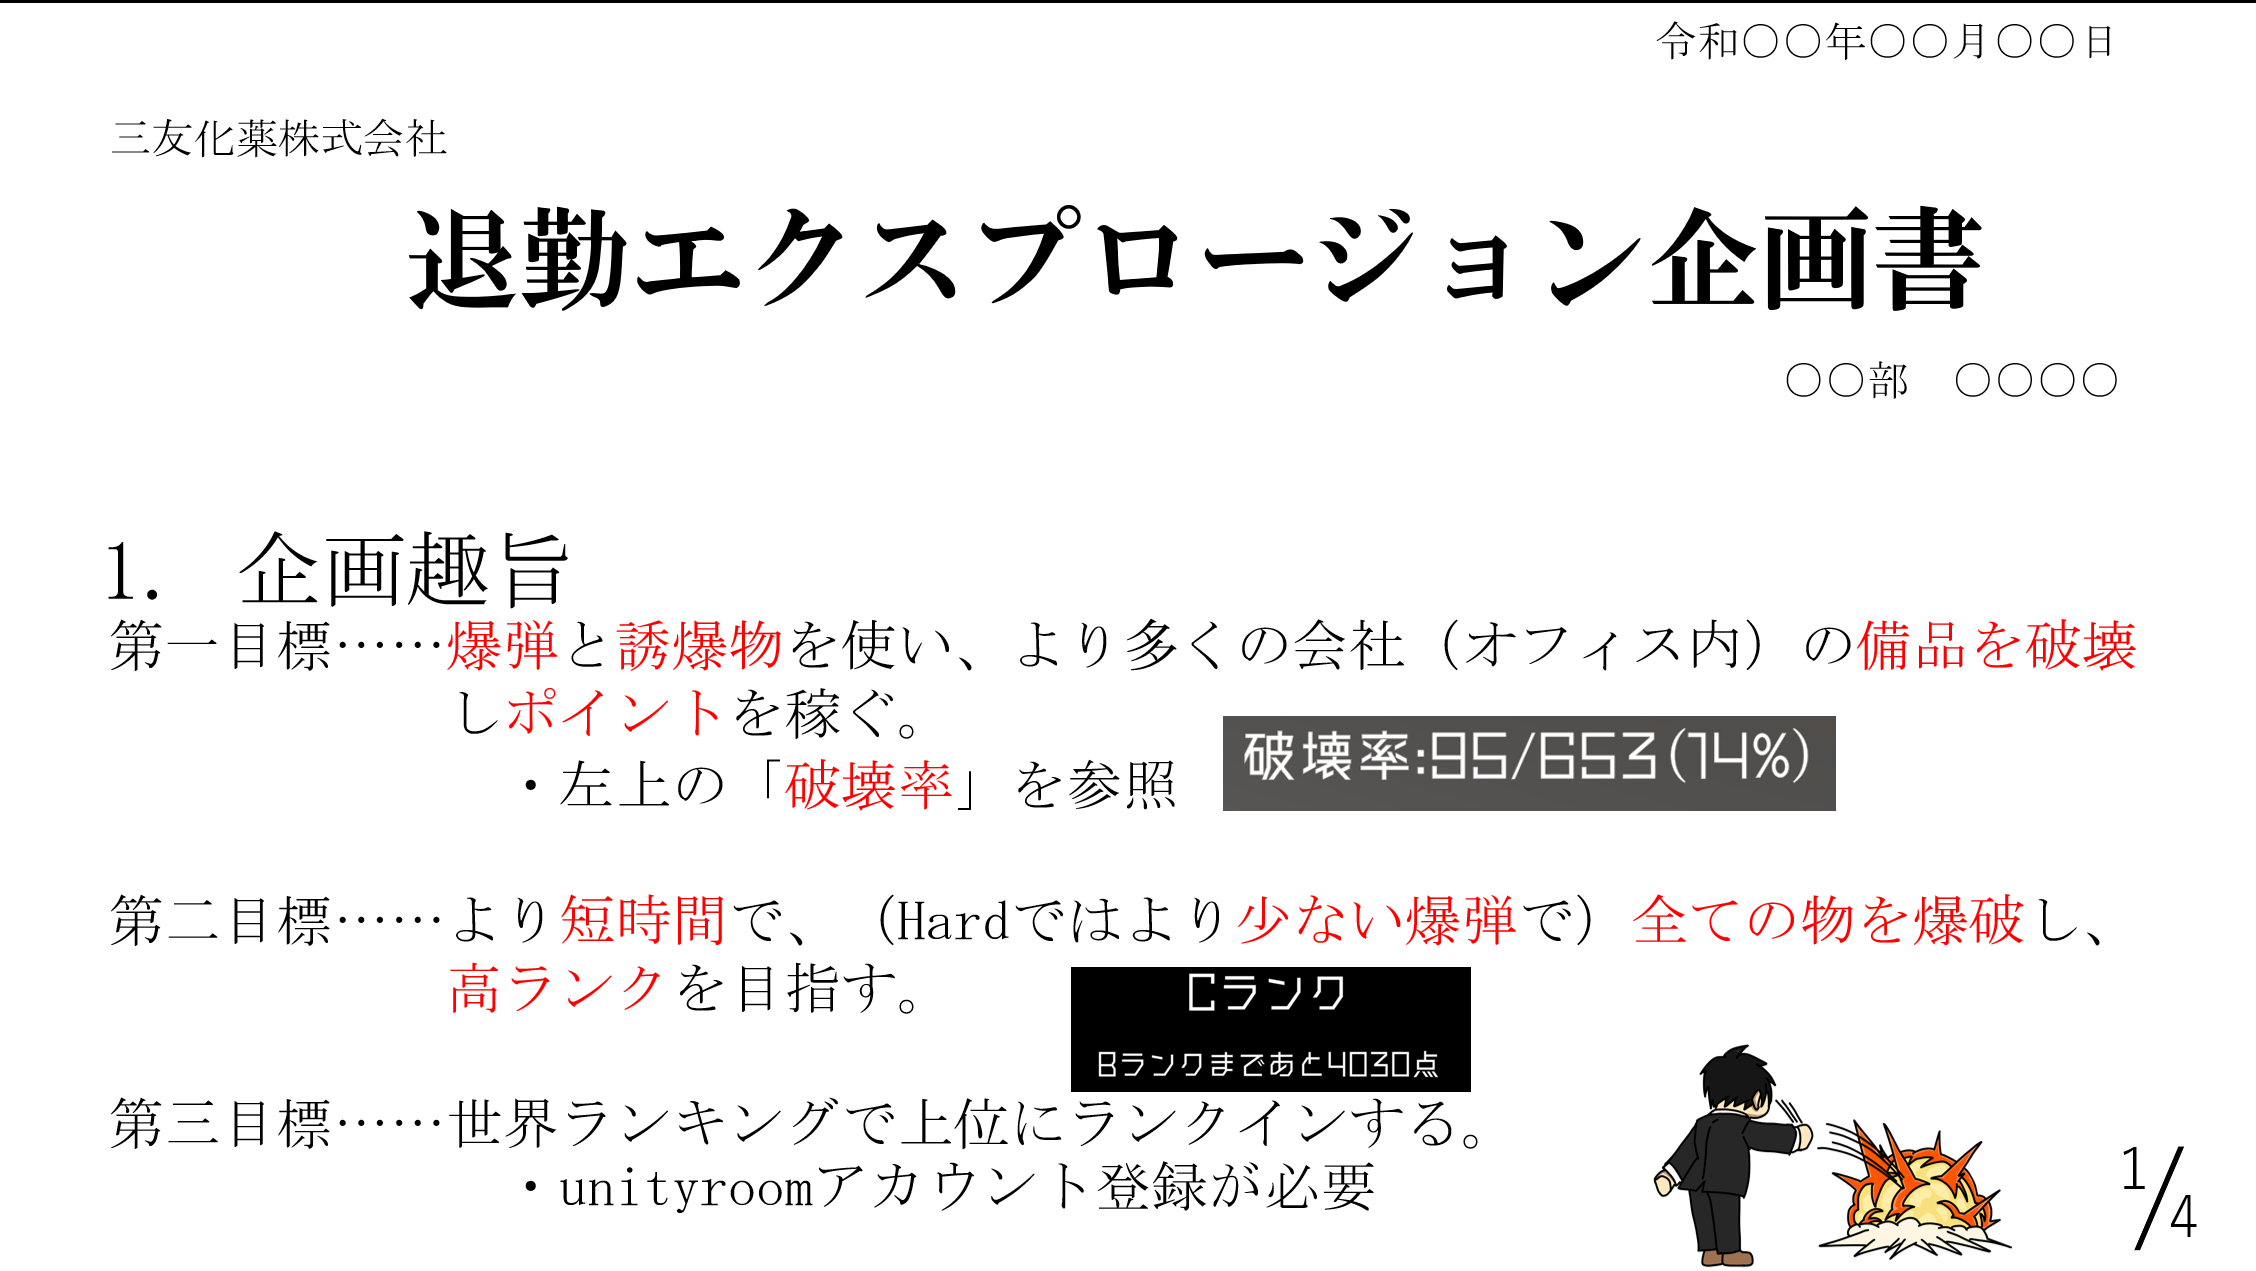 令和〇〇年〇〇月〇〇日
三友化薬株式会社
退勤エクスプロージョン企画書
〇〇部　〇〇〇〇
1.　企画趣旨
第一目標……爆弾と誘爆物を使い、より多くの会社（オフィス内）の備品を破壊
しポイントを稼ぐ。
・左上の「破壊率」を参照
破壊率:95/653(14%)
第二目標……より短時間で、（Hardではより少ない爆弾で）全ての物を爆破し、
高ランクを目指す。
Cランク
Bランクまであと4030点
第三目標……世界ランキングで上位にランクインする。
・unityroomアカウント登録が必要
1/4